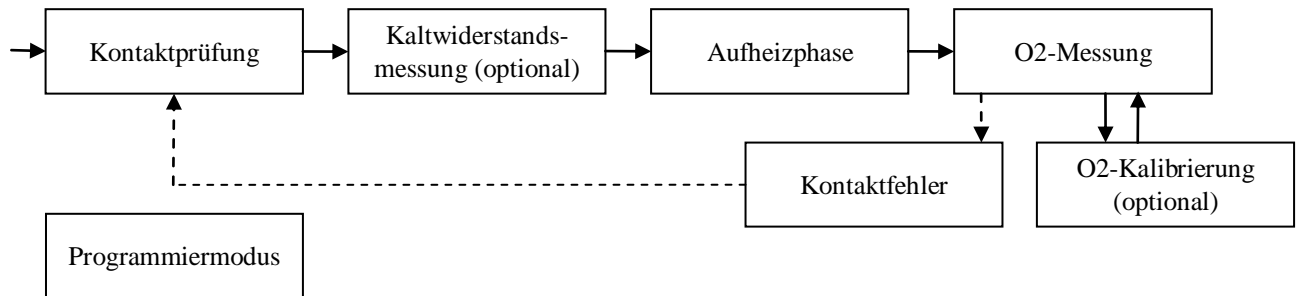 Kontaktprüfung
Kaltwiderstands-
messung (optional)
Aufheizphase
O2-Messung
Kontaktfehler
O2-Kalibrierung
(optional)
Programmiermodus